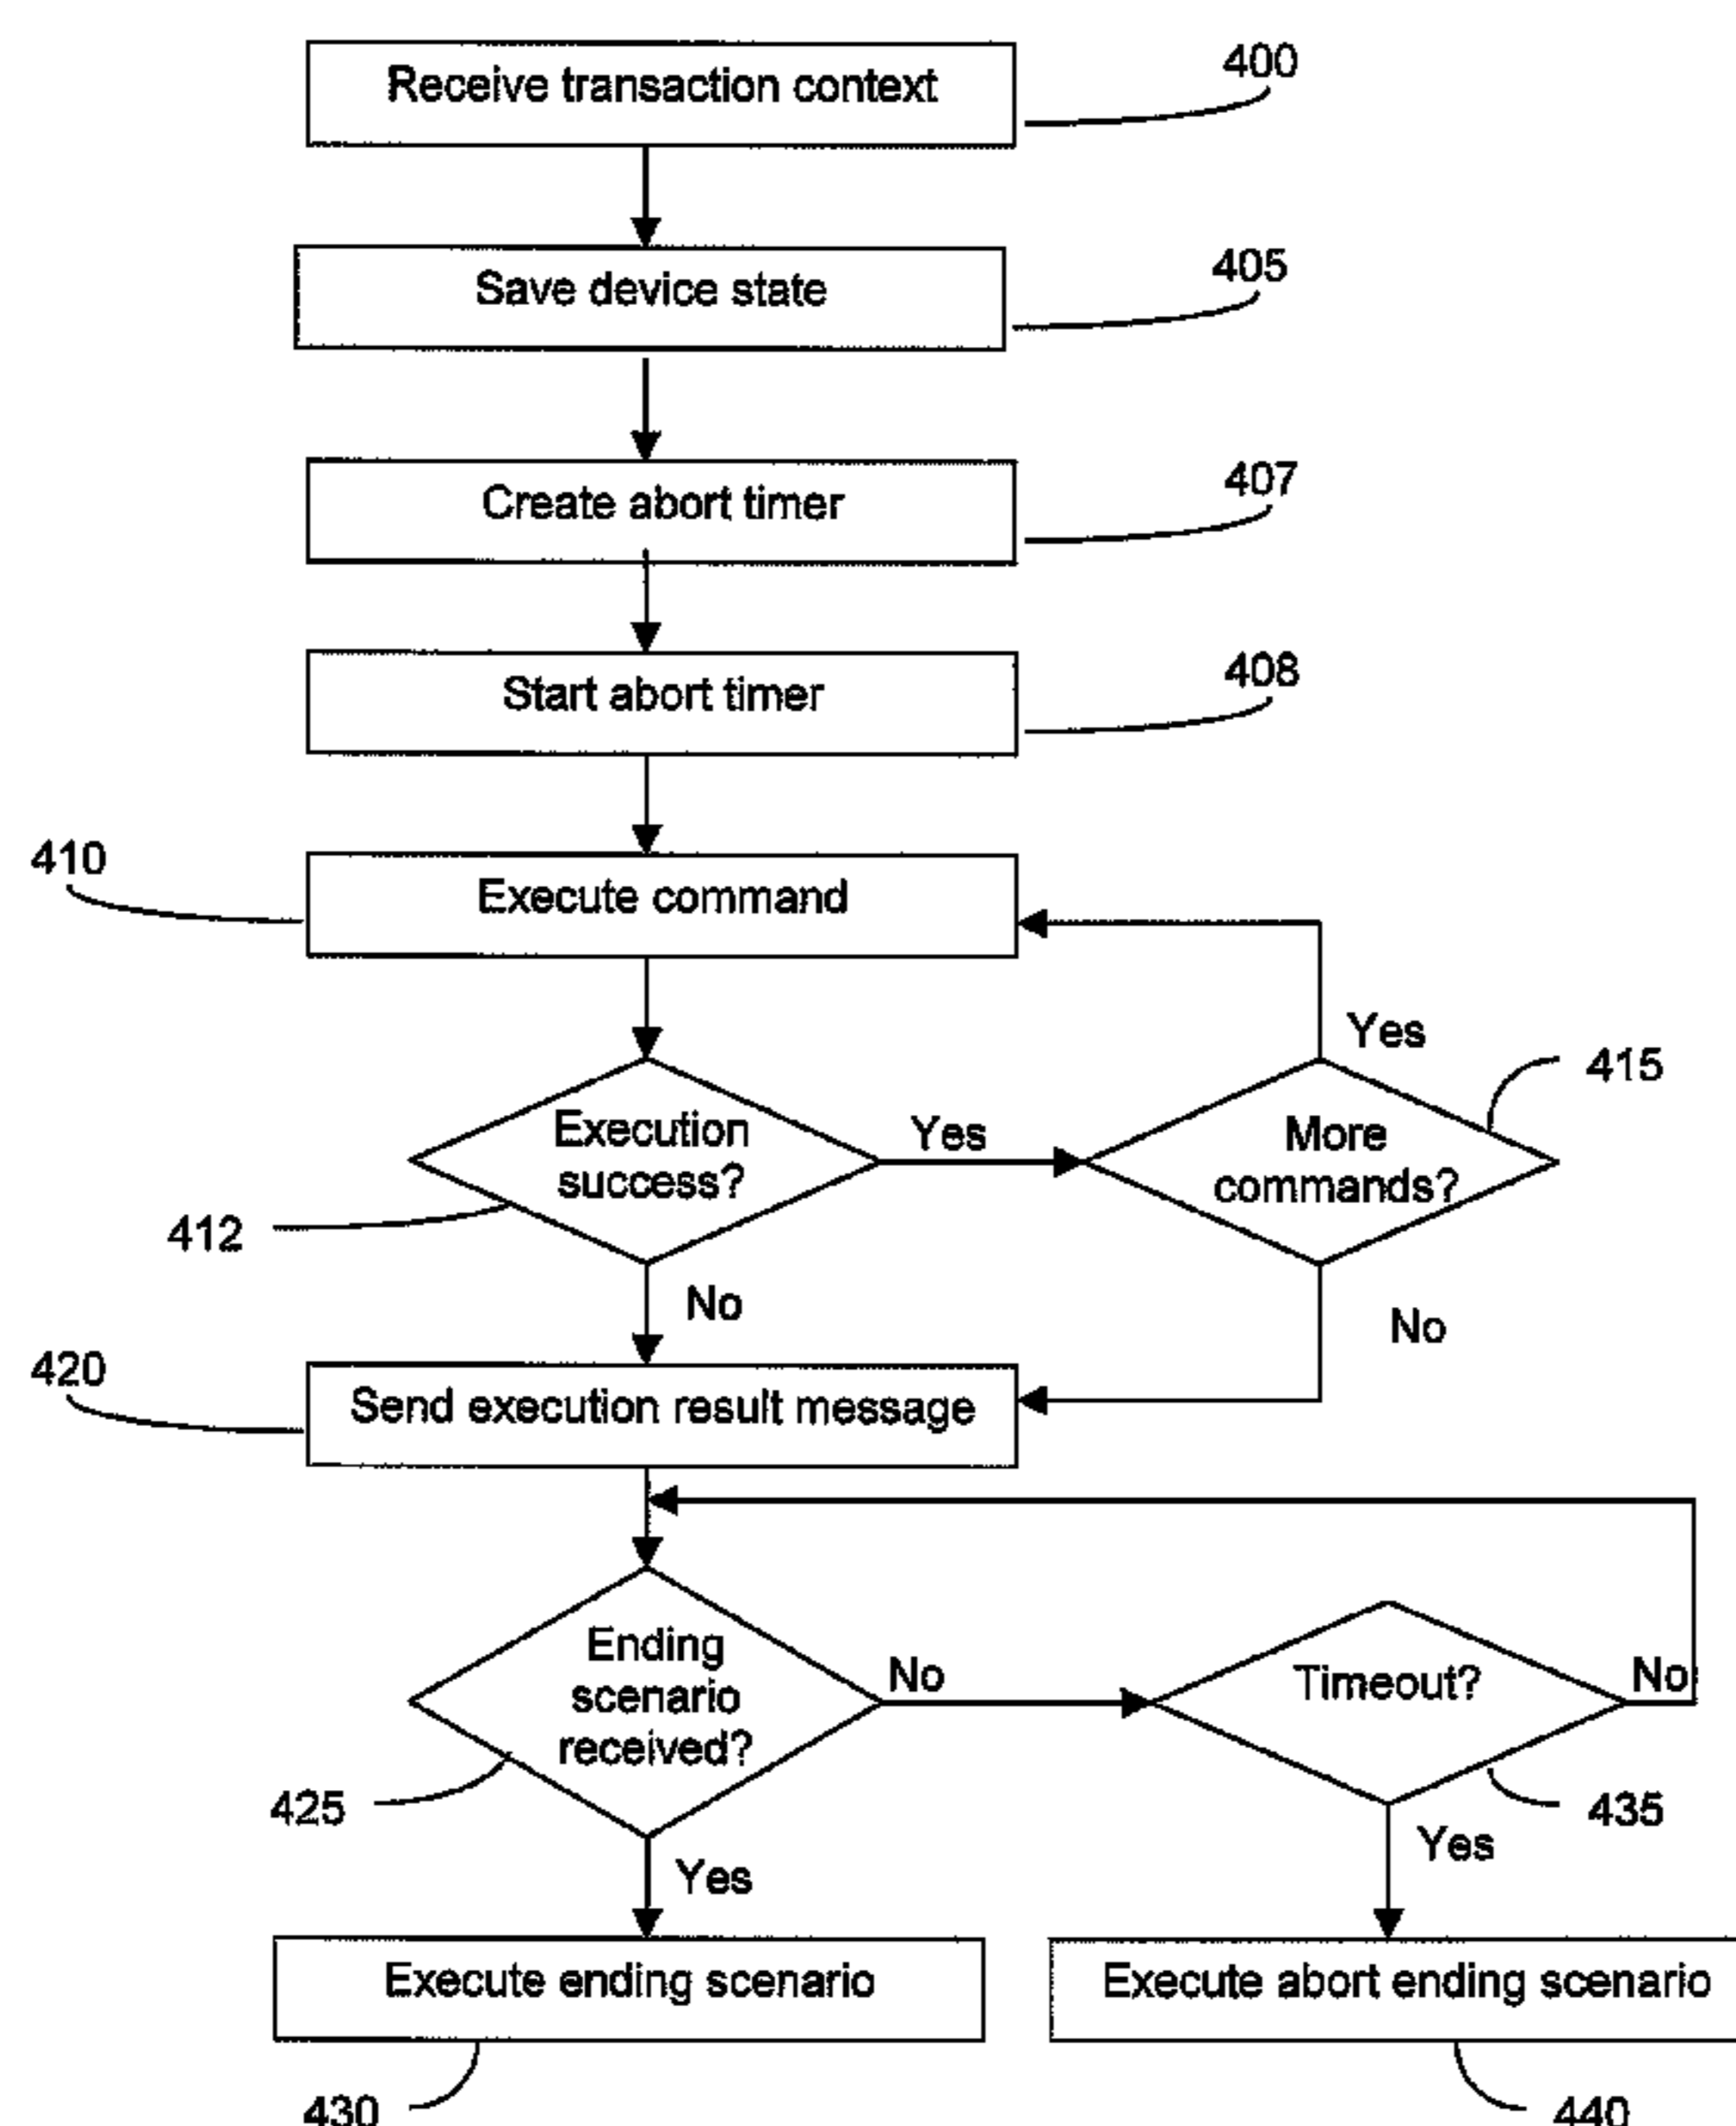 Receive transaction context
400
Save device state
405
Create abort timer
407
Start abort timer
408
410
Execute command
Yes
415
Execution
success?
Yes
More
commands?
412
No
No
420
Send execution result message
Ending
scenario
received?
No
Timeout?
No
425
435
Yes
Yes
Execute ending scenario
Execute abort ending scenario
430
440